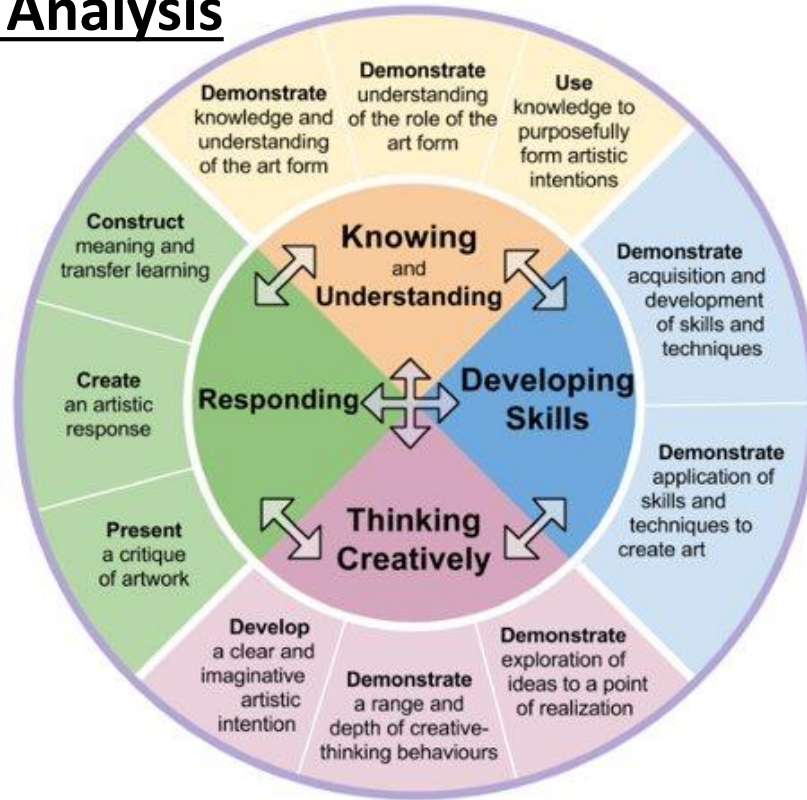 Analysis
Demonstrate
knowledge and
understanding
of the art form
Demonstrate
understanding
of the role of the
art form
Use
knowledge to
purposefully
form artistic
intentions
Construct
meaning and
transfer learning
Create
an artistic
response
Present
a critique
of artwork
Knowing
and
Understanding
Responding
Developing
Skills
Thinking
Creatively
Demonstrate
acquisition and
development
of skills and
techniques
Demonstrate
application of
skills and
techniques to
create art
Develop
a clear and
imaginative
artistic
intention
Demonstrate
a range and
depth of creative-
thinking behaviours
Demonstrate
exploration of
ideas to a point
of realization